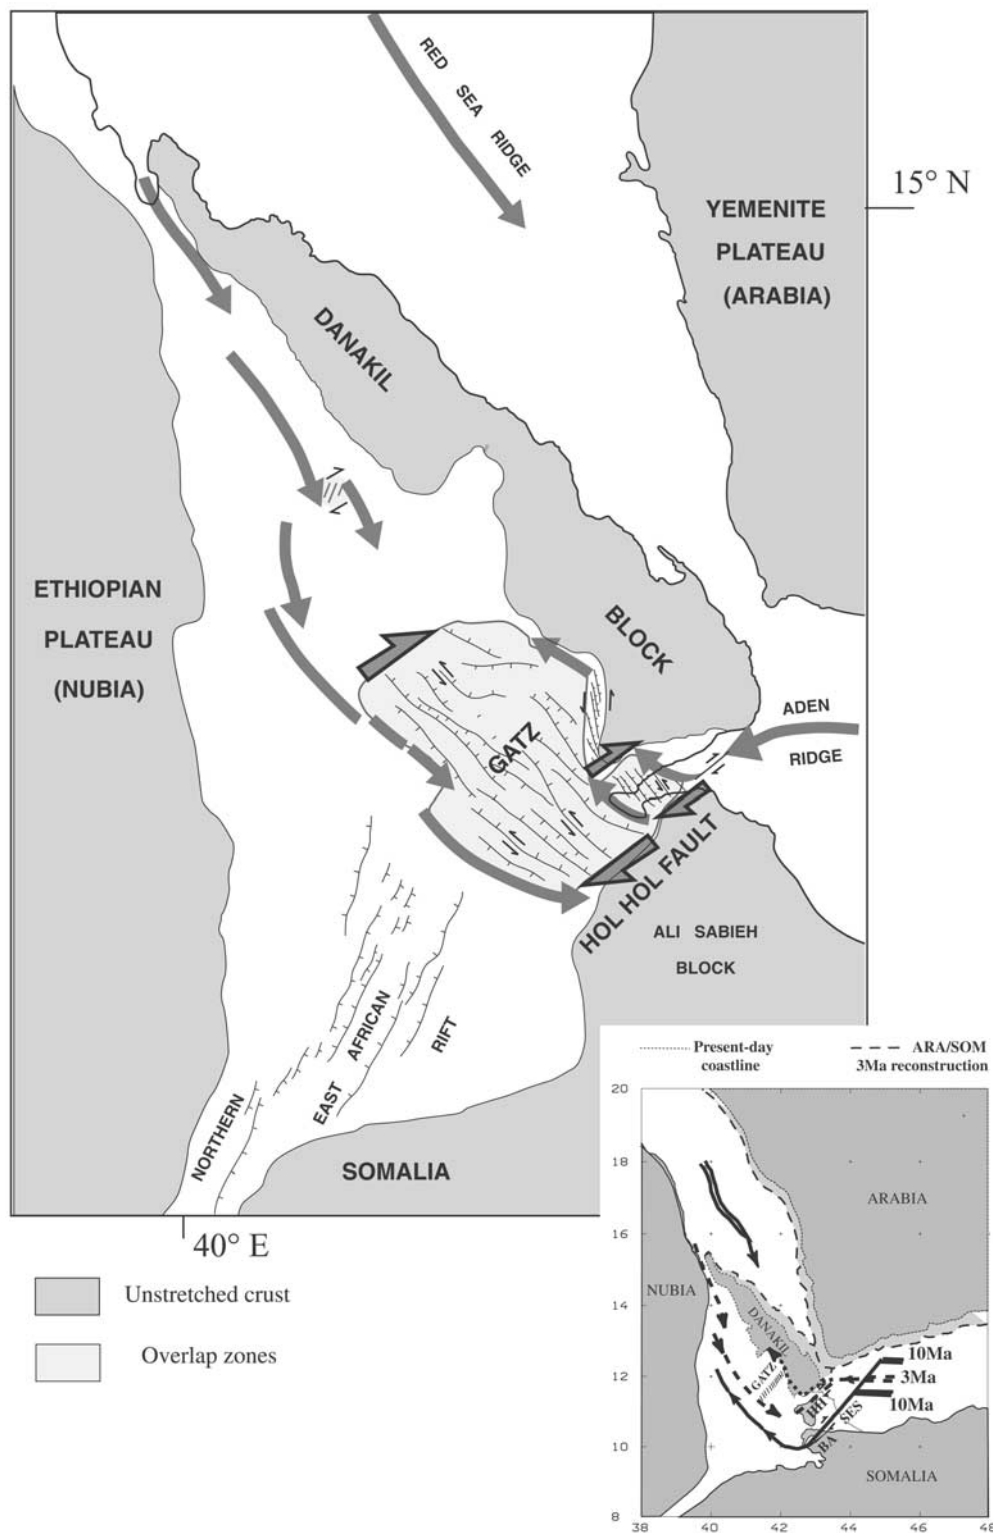 RED SEA RIDGE
15° N
YEMENITE
PLATEAU
(ARABIA)
DANAKIL
BLOCK
ETHIOPIAN
PLATEAU
(NUBIA)
ADEN
RIDGE
GATZ
HOL HOL FAULT
ALI SABIEH
BLOCK
NORTHERN
EAST AFRICAN
RIFT
SOMALIA
40° E
Unstretched crust
Overlap zones
Present-day
coastline
ARA/SOM
3Ma reconstruction
20
18
16
14
12
10
8
38 40 42 44 46 48
ARABIA
NUBIA
DANAKIL
GATZ
HH
SES
BA
10Ma
3Ma
10Ma
SOMALIA